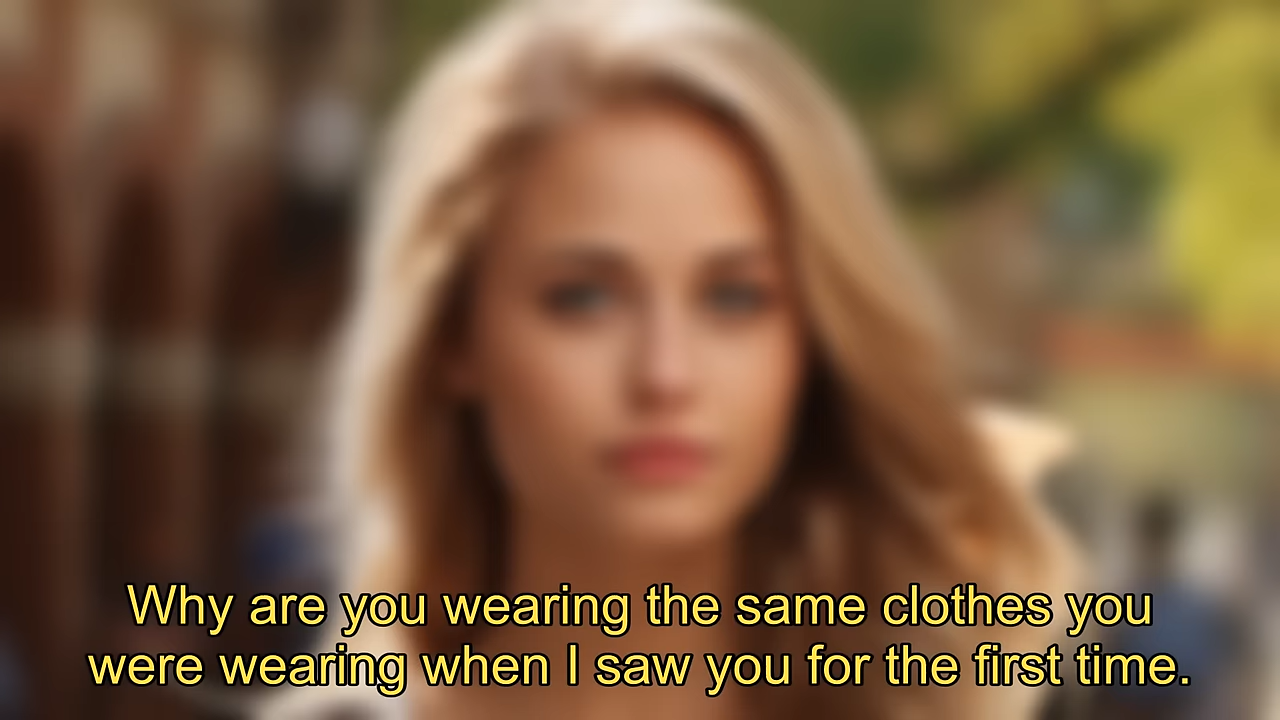 Why are you wearing the same clothes you
were wearing when I saw you for the first time.